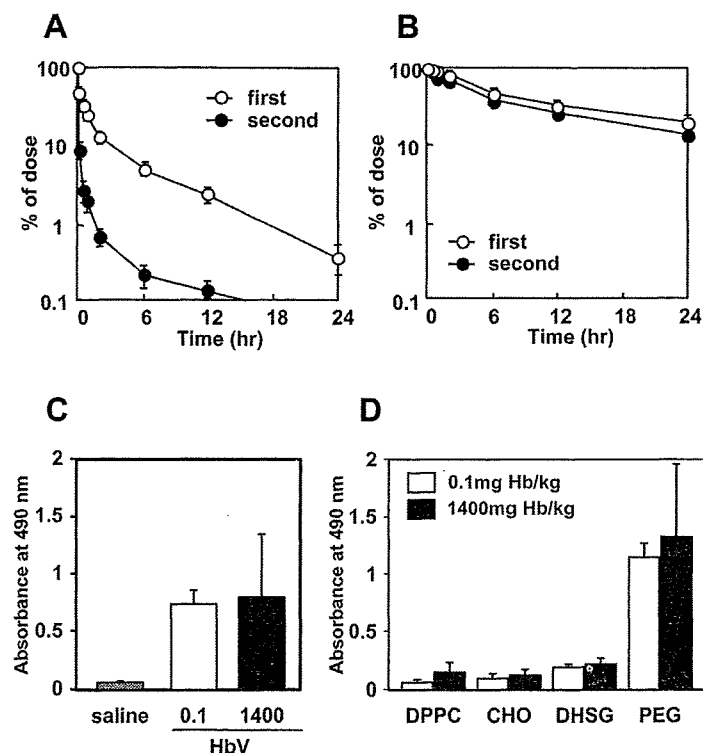 A
100
10
1
0.1
% of dose
first
second
0 6 12 18 24
Time (hr)
B
100
10
1
0.1
% of dose
first
second
0 6 12 18 24
Time (hr)
C
2
1.5
1
0.5
0
Absorbance at 490 nm
saline 0.1 1400
HbV
D
2
1.5
1
0.5
0
Absorbance at 490 nm
0.1mg Hb/kg
1400mg Hb/kg
DPPC CHO DHSG PEG